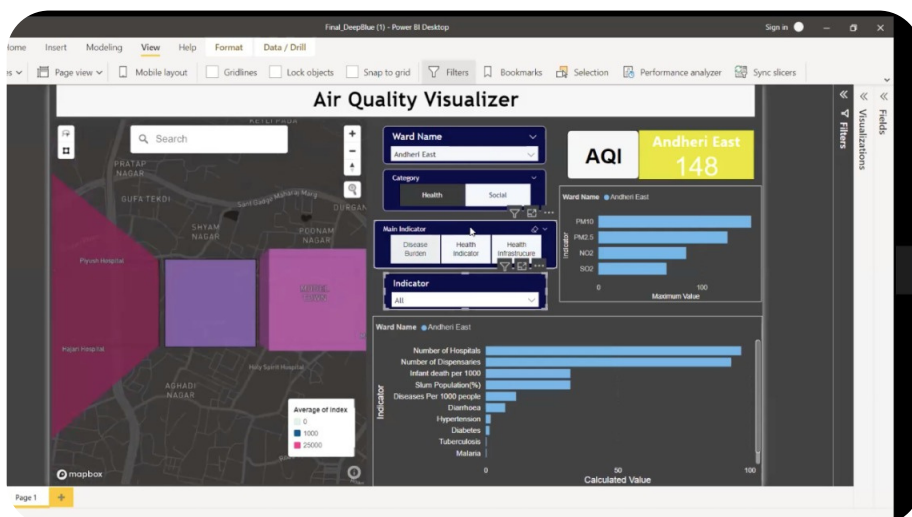 Final_DeepBlue (1) - Power BI Desktop
Sign in
Home Insert Modeling View Help Format Data / Drill
Page view Mobile layout Gridlines Lock objects Snap to grid Filters Bookmarks Selection Performance analyzer Sync slicers
Air Quality Visualizer
Search
PRATAP
NAGAR
GUFA TEKDI
SHYAM
NAGAR
POONAM
NAGAR
Piyush Hospital
Holy Spirit Hospital
AGHADI
NAGAR
Average of Index
0
1000
25000
mapbox
Ward Name
Andheri East
Category
Health Social
Main Indicator
Disease
Burden
Health
Indicator
Health
Infrastrucure
Indicator
All
AQI
Andheri East
148
Ward Name Andheri East
Indicator
PM10
PM2.5
NO2
SO2
0 100
Maximum Value
Ward Name Andheri East
Indicator
Number of Hospitals
Number of Dispensaries
Infant death per 1000
Slum Population(%)
Diseases Per 1000 people
Diarrhoea
Hypertension
Diabetes
Tuberculosis
Malaria
0 50 100
Calculated Value
Filters
Visualizations
Fields
Page 1